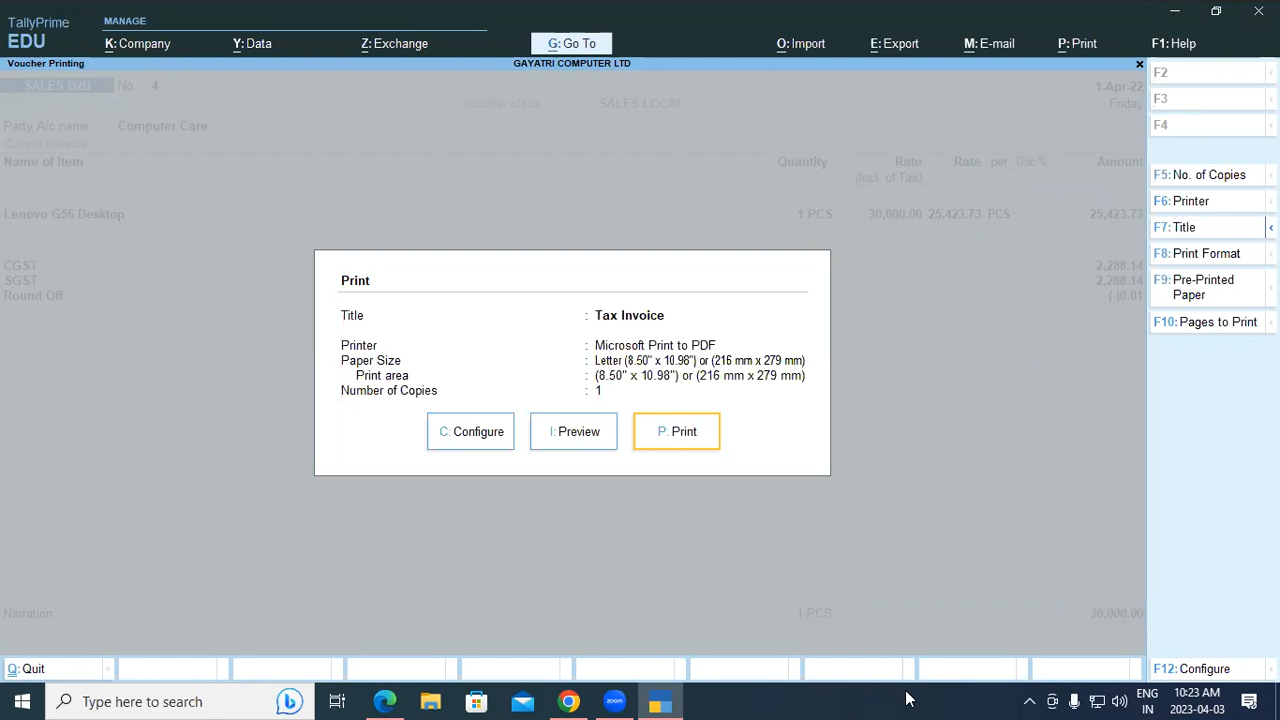 TallyPrime
EDU
MANAGE
K: Company Y: Data Z: Exchange G: Go To O: Import E: Export M: E-mail P: Print F1: Help
Voucher Printing GAYATRI COMPUTER LTD ×
SALES B2B No. 4 1-Apr-22
Voucher class : SALES LOCAL Friday
Party A/c name : Computer Care
Current balance :
Name of Item Quantity Rate Rate per Disc % Amount
(Incl. of Tax)
Lenovo G56 Desktop 1 PCS 30,000.00 25,423.73 PCS 25,423.73
CGST 2,288.14
SGST 2,288.14
Round Off (-)0.01
Print
Title : Tax Invoice
Printer : Microsoft Print to PDF
Paper Size : Letter (8.50" x 10.98") or (216 mm x 279 mm)
Print area : (8.50" x 10.98") or (216 mm x 279 mm)
Number of Copies : 1
C: Configure I: Preview P: Print
Narration 1 PCS 30,000.00
F2
F3
F4
F5: No. of Copies
F6: Printer
F7: Title
F8: Print Format
F9: Pre-Printed
Paper
F10: Pages to Print
Q: Quit F12: Configure
Type here to search
zoom
ENG
IN
10:23 AM
2023-04-03